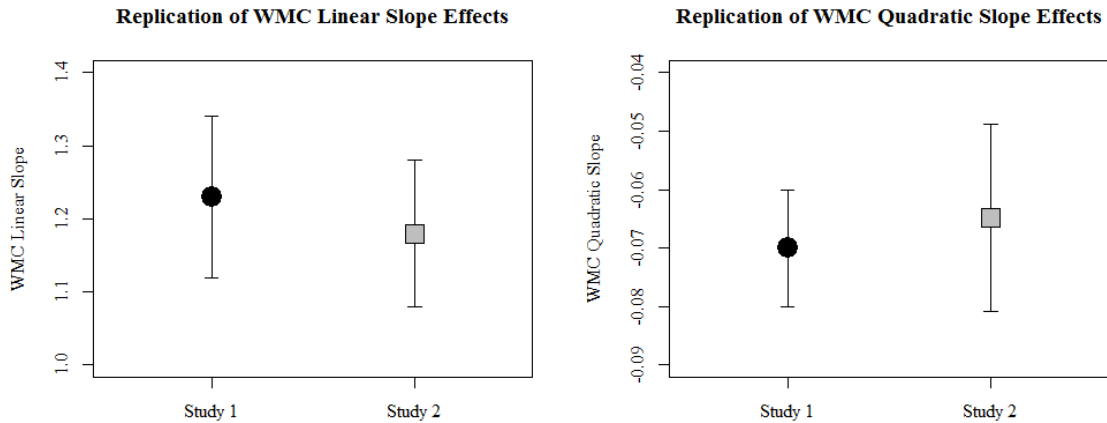 Replication of WMC Linear Slope Effects
WMC Linear Slope
1.4
1.3
1.2
1.1
1.0
Study 1
Study 2
Replication of WMC Quadratic Slope Effects
WMC Quadratic Slope
-0.04
-0.05
-0.06
-0.07
-0.08
-0.09
Study 1
Study 2